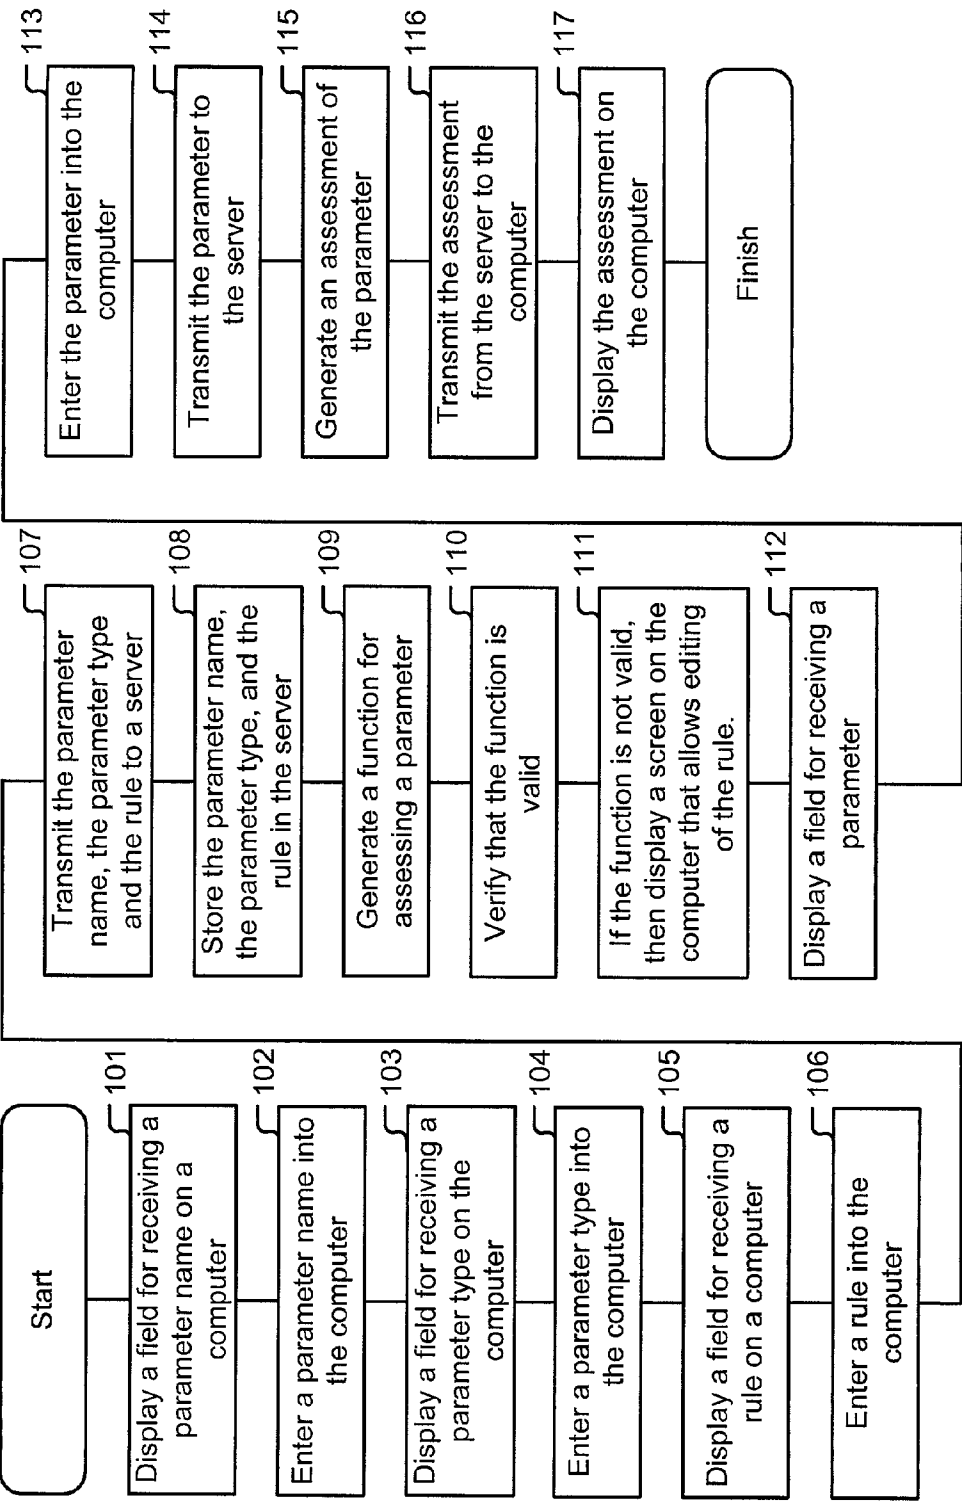 Start
101
Display a field for receiving a
parameter name on a
computer
102
Enter a parameter name into
the computer
103
Display a field for receiving a
parameter type on the
computer
104
Enter a parameter type into
the computer
105
Display a field for receiving a
rule on a computer
106
Enter a rule into the
computer
107
Transmit the parameter
name, the parameter type
and the rule to a server
108
Store the parameter name,
the parameter type, and the
rule in the server
109
Generate a function for
assessing a parameter
110
Verify that the function is
valid
111
If the function is not valid,
then display a screen on the
computer that allows editing
of the rule.
112
Display a field for receiving a
parameter
113
Enter the parameter into the
computer
114
Transmit the parameter to
the server
115
Generate an assessment of
the parameter
116
Transmit the assessment
from the server to the
computer
117
Display the assessment on
the computer
Finish